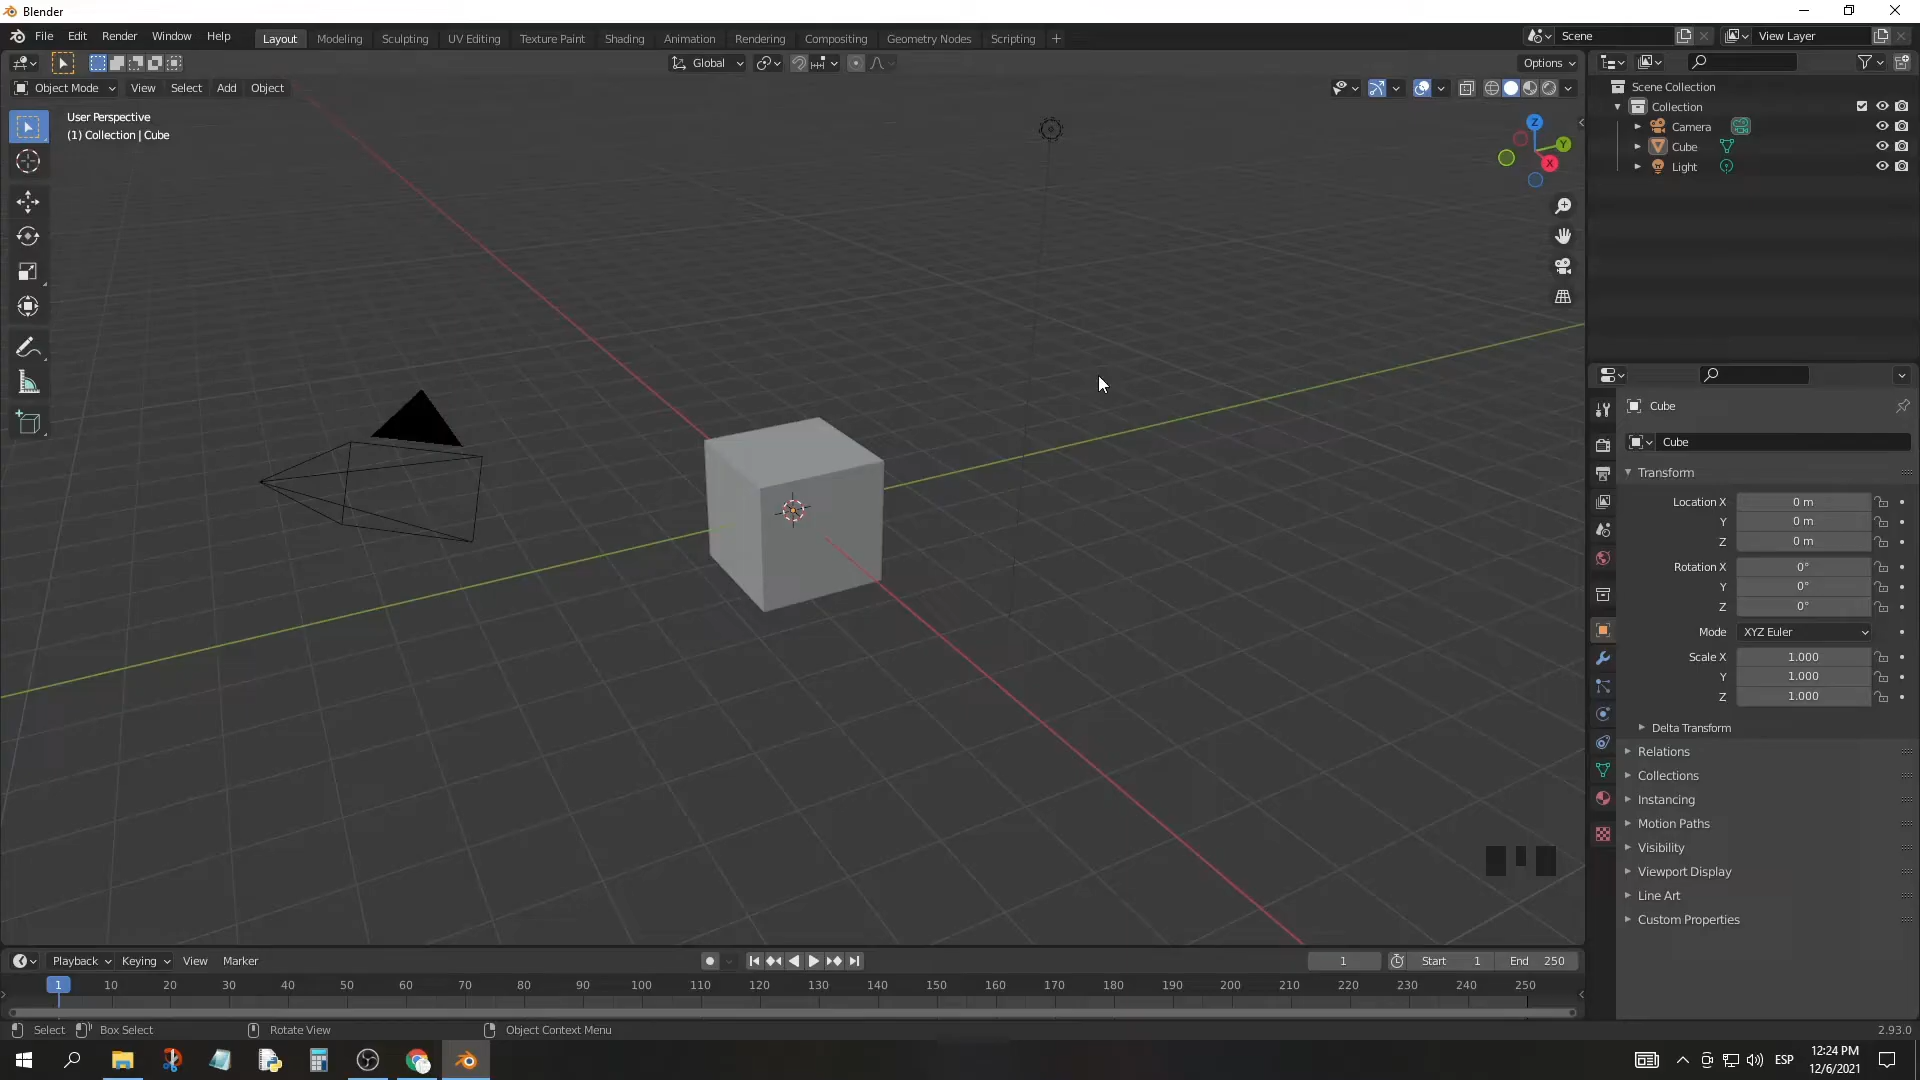 Blender
File Edit Render Window Help Layout Modeling Sculpting UV Editing Texture Paint Shading Animation Rendering Compositing Geometry Nodes Scripting + Scene View Layer
Global Options
Object Mode View Select Add Object
User Perspective
(1) Collection | Cube
Z
Y
X
Scene Collection
Collection
Camera
Cube
Light
Cube
Cube
Transform
Location X 0 m
Y 0 m
Z 0 m
Rotation X 0°
Y 0°
Z 0°
Mode XYZ Euler
Scale X 1.000
Y 1.000
Z 1.000
Delta Transform
Relations
Collections
Instancing
Motion Paths
Visibility
Viewport Display
Line Art
Custom Properties
Playback Keying View Marker 1 Start 1 End 250
1 10 20 30 40 50 60 70 80 90 100 110 120 130 140 150 160 170 180 190 200 210 220 230 240 250
Select Box Select Rotate View Object Context Menu 2.93.0
ESP 12:24 PM
12/6/2021